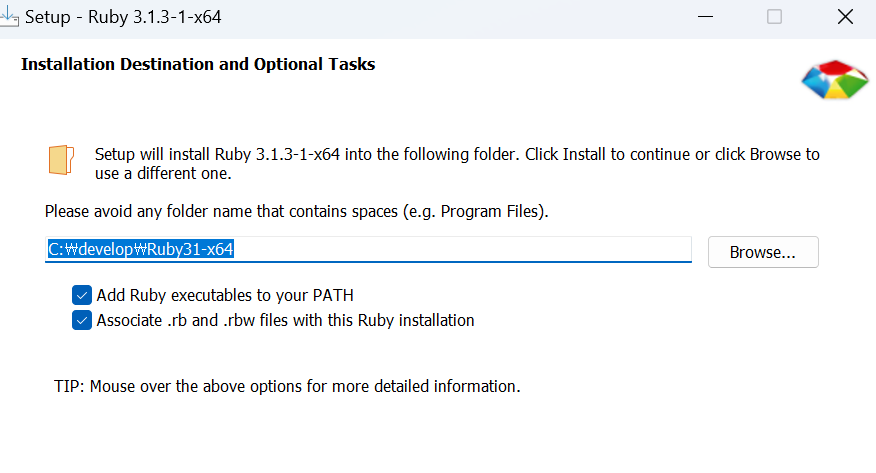 Setup - Ruby 3.1.3-1-x64
Installation Destination and Optional Tasks
Setup will install Ruby 3.1.3-1-x64 into the following folder. Click Install to continue or click Browse to
use a different one.
Please avoid any folder name that contains spaces (e.g. Program Files).
C:₩develop₩Ruby31-x64
Browse...
Add Ruby executables to your PATH
Associate .rb and .rbw files with this Ruby installation
TIP: Mouse over the above options for more detailed information.